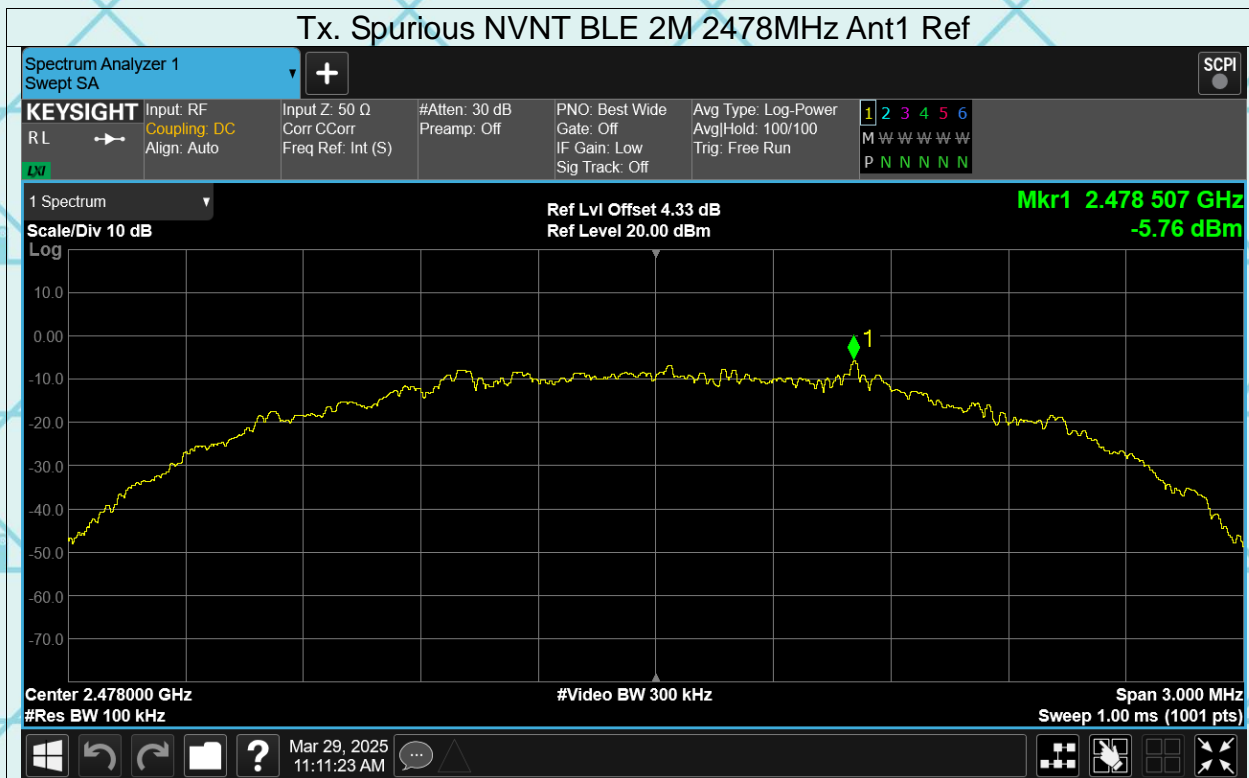 Tx. Spurious NVNT BLE 2M 2478MHz Ant1 Ref
Spectrum Analyzer 1
Swept SA
+
SCPI
KEYSIGHT
RL
LXI
Input: RF
Coupling: DC
Align: Auto
Input Z: 50 Ω
Corr CCorr
Freq Ref: Int (S)
#Atten: 30 dB
Preamp: Off
PNO: Best Wide
Gate: Off
IF Gain: Low
Sig Track: Off
Avg Type: Log-Power
Avg|Hold: 100/100
Trig: Free Run
1 2 3 4 5 6
M W W W W W
P N N N N N
1 Spectrum
Scale/Div 10 dB
Log
Ref Lvl Offset 4.33 dB
Ref Level 20.00 dBm
Mkr1 2.478 507 GHz
-5.76 dBm
10.0
0.00
-10.0
-20.0
-30.0
-40.0
-50.0
-60.0
-70.0
1
Center 2.478000 GHz
#Res BW 100 kHz
#Video BW 300 kHz
Span 3.000 MHz
Sweep 1.00 ms (1001 pts)
?
Mar 29, 2025
11:11:23 AM